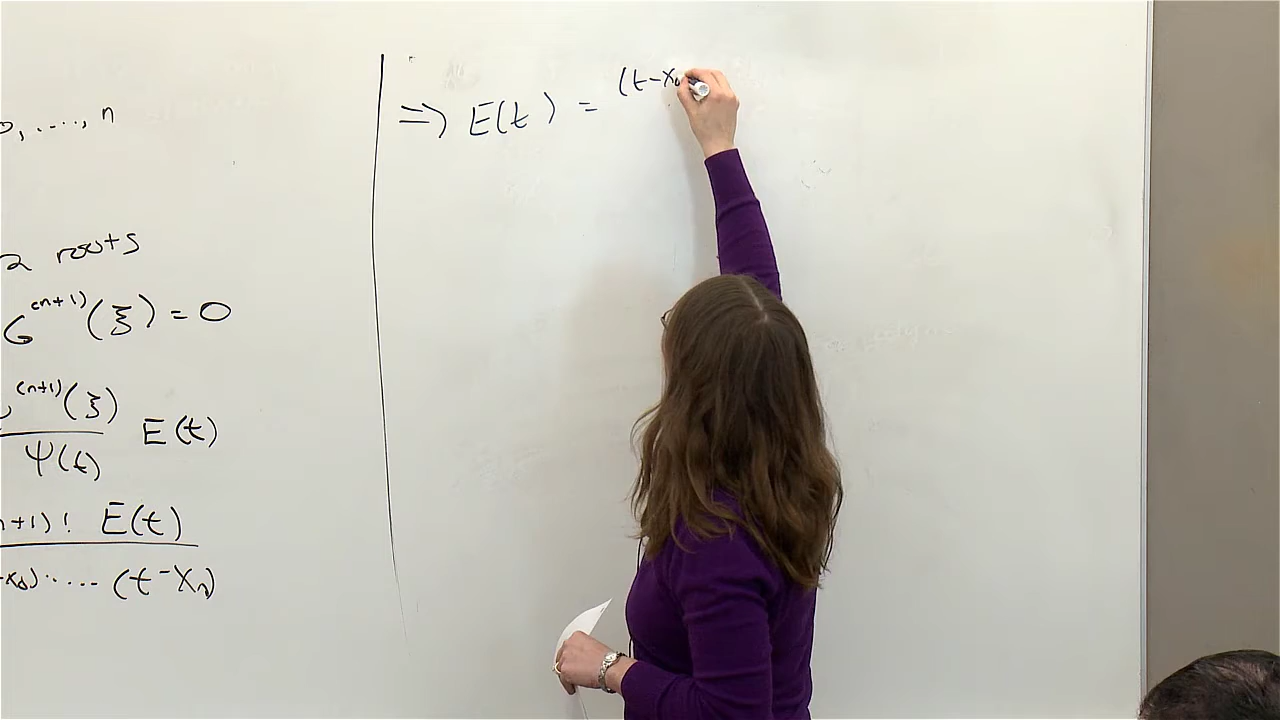 , ...., n
2 roots
G^{(n+1)}(ξ) = 0
^{(n+1)}(ξ)
Ψ(t)
E(t)
n+1)! E(t)
-x₀) ..... (t-xₙ)
⇒ E(t) =
(t-x₀